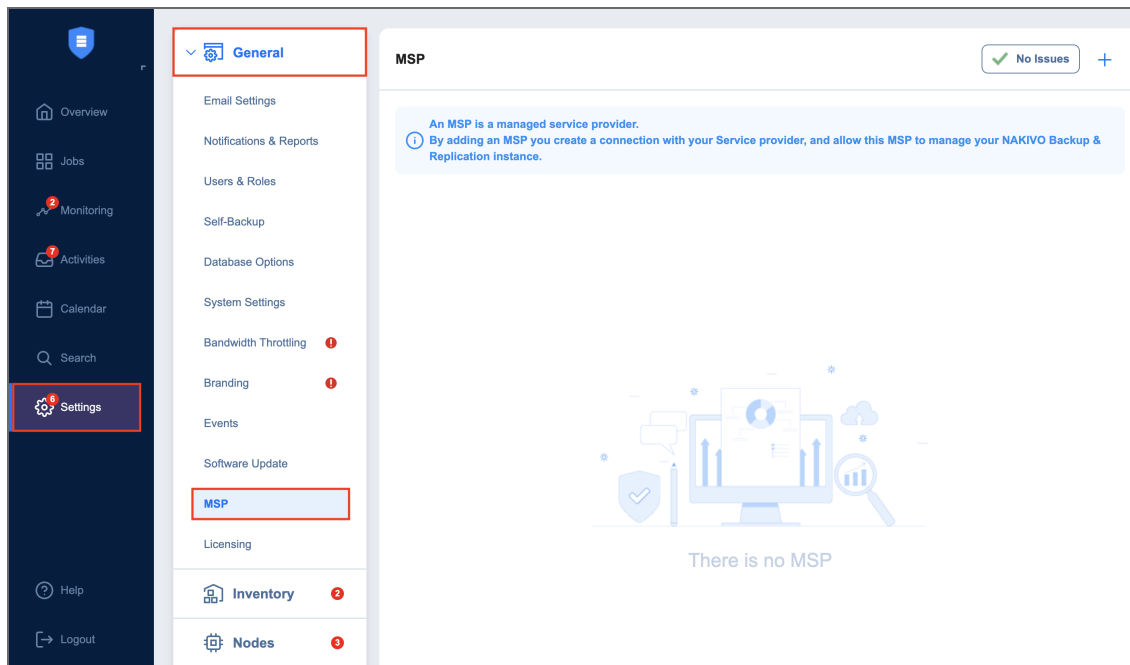 Overview
Jobs
2
Monitoring
7
Activities
Calendar
Search
6
Settings
Help
Logout
General
Email Settings
Notifications & Reports
Users & Roles
Self-Backup
Database Options
System Settings
Bandwidth Throttling !
Branding !
Events
Software Update
MSP
Licensing
Inventory 2
Nodes 3
MSP
No Issues +
An MSP is a managed service provider.
By adding an MSP you create a connection with your Service provider, and allow this MSP to manage your NAKIVO Backup &
Replication instance.
There is no MSP